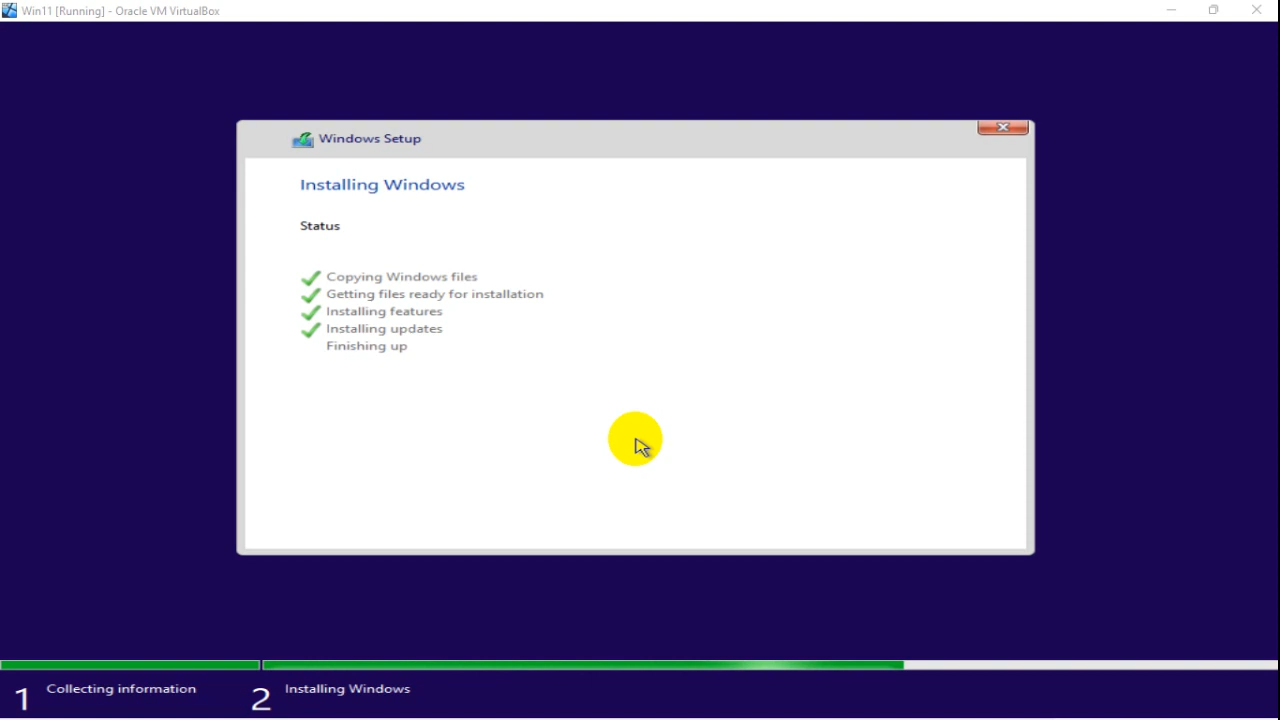 Win11 [Running] - Oracle VM VirtualBox
Windows Setup
Installing Windows
Status
Copying Windows files
Getting files ready for installation
Installing features
Installing updates
Finishing up
1 Collecting information 2 Installing Windows